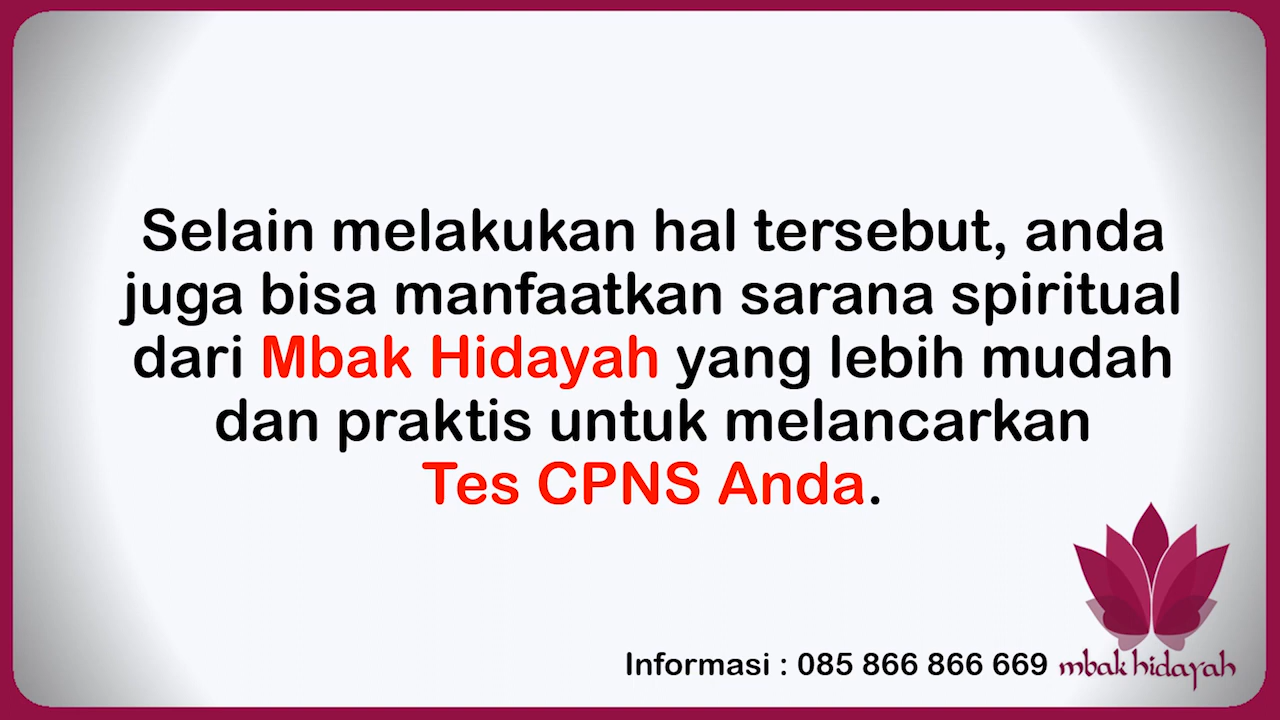 Selain melakukan hal tersebut, anda
juga bisa manfaatkan sarana spiritual
dari Mbak Hidayah yang lebih mudah
dan praktis untuk melancarkan
Tes CPNS Anda.
Informasi : 085 866 866 669
mbak hidayah